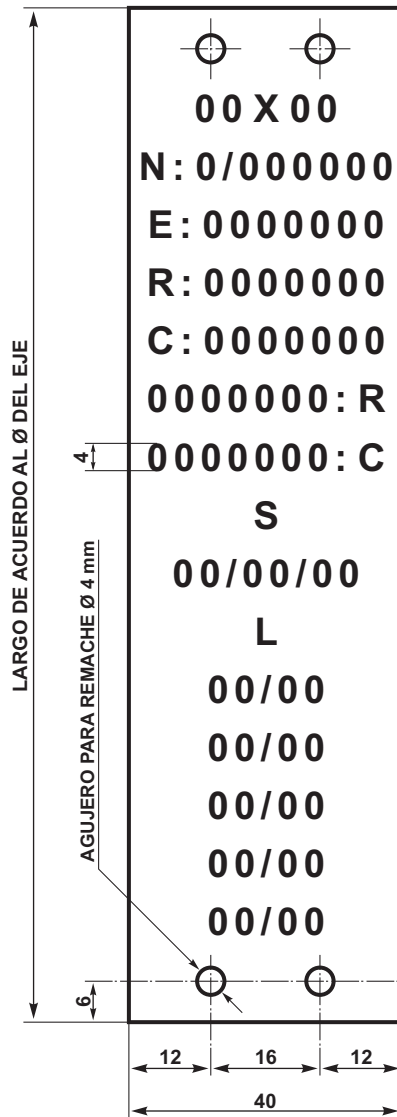 00 X 00
N: 0/000000
E: 0000000
R: 0000000
C: 0000000
0000000: R
0000000: C
S
00/00/00
L
00/00
00/00
00/00
00/00
00/00
LARGO DE ACUERDO AL Ø DEL EJE
4
AGUJERO PARA REMACHE Ø 4 mm
6
12 16 12
40